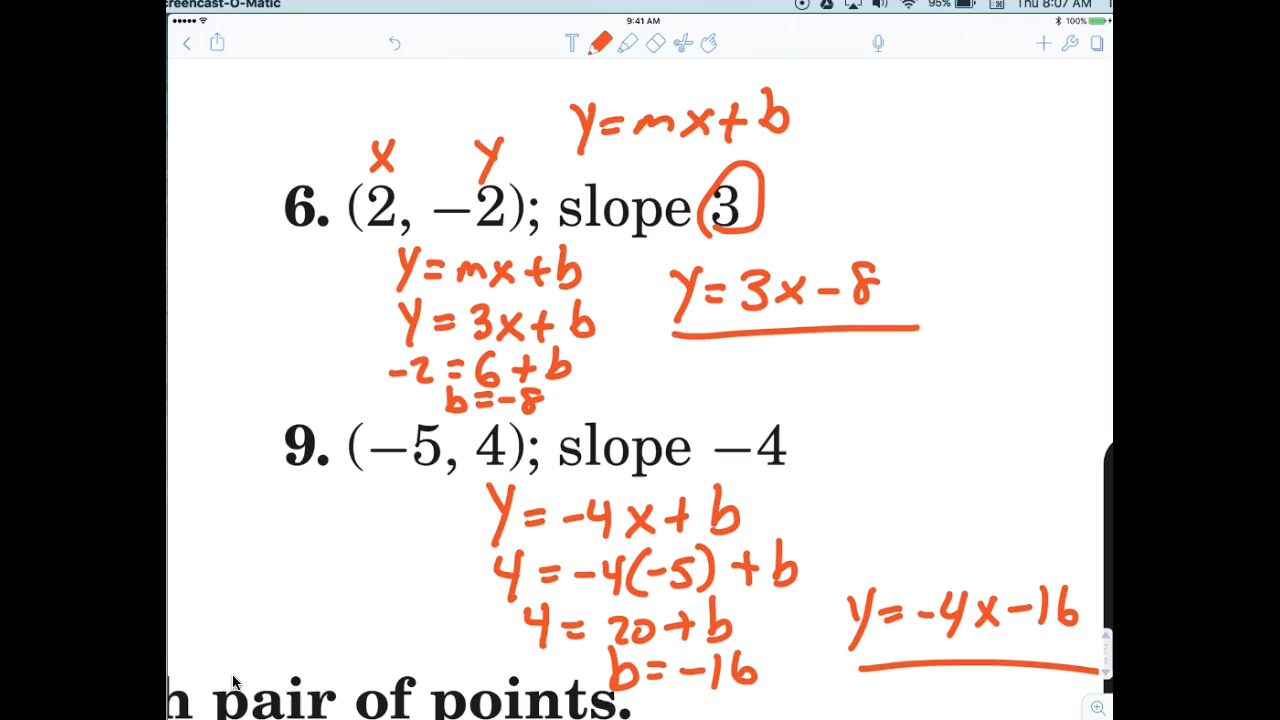 Screencast-O-Matic
95%
Thu 8:07 AM
9:41 AM
100%
T
y=mx+b
x y
6. (2, −2); slope 3
y=mx+b
y=3x−8
y=3x+b
-2=6+b
b=-8
9. (−5, 4); slope −4
y=-4x+b
4=-4(-5)+b
4=20+b
y=-4x-16
b=-16
h pair of points.